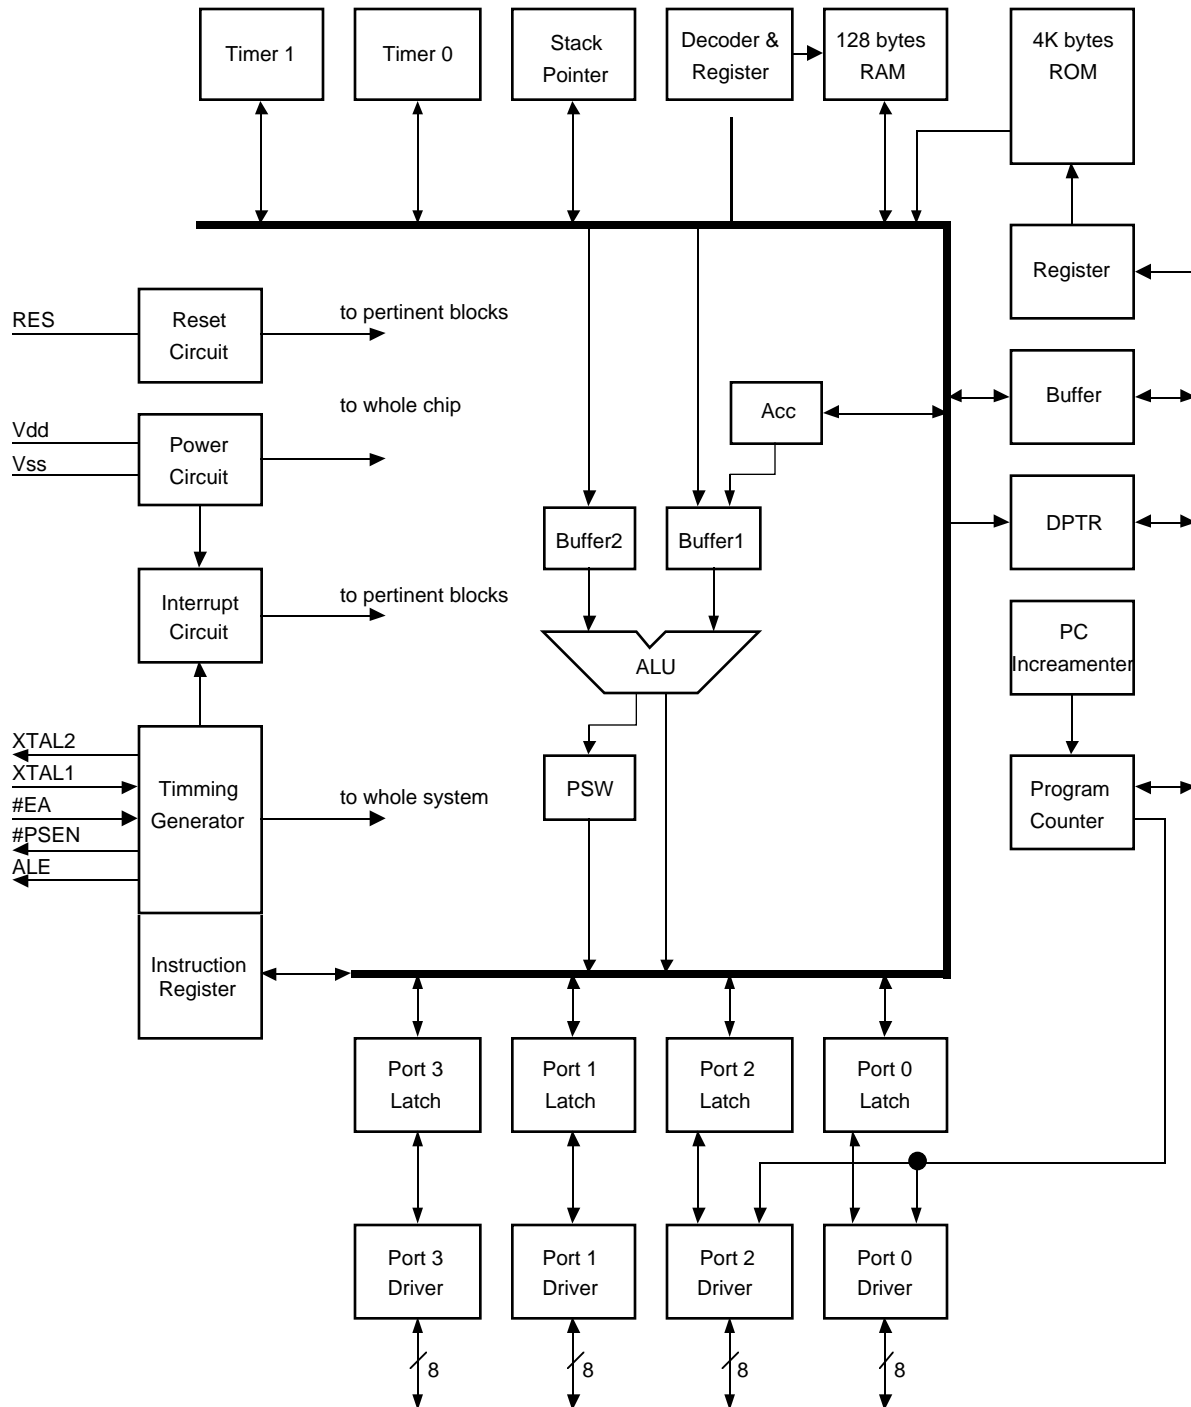 Timer 1
Timer 0
Stack
Pointer
Decoder &
Register
128 bytes
RAM
4K bytes
ROM
Register
RES
Reset
Circuit
to pertinent blocks
Buffer
Acc
to whole chip
Vdd
Vss
Power
Circuit
Buffer2
Buffer1
DPTR
Interrupt
Circuit
to pertinent blocks
ALU
PC
Increamenter
XTAL2
XTAL1
#EA
#PSEN
ALE
Timming
Generator
to whole system
PSW
Program
Counter
Instruction
Register
Port 3
Latch
Port 1
Latch
Port 2
Latch
Port 0
Latch
Port 3
Driver
Port 1
Driver
Port 2
Driver
Port 0
Driver
8
8
8
8